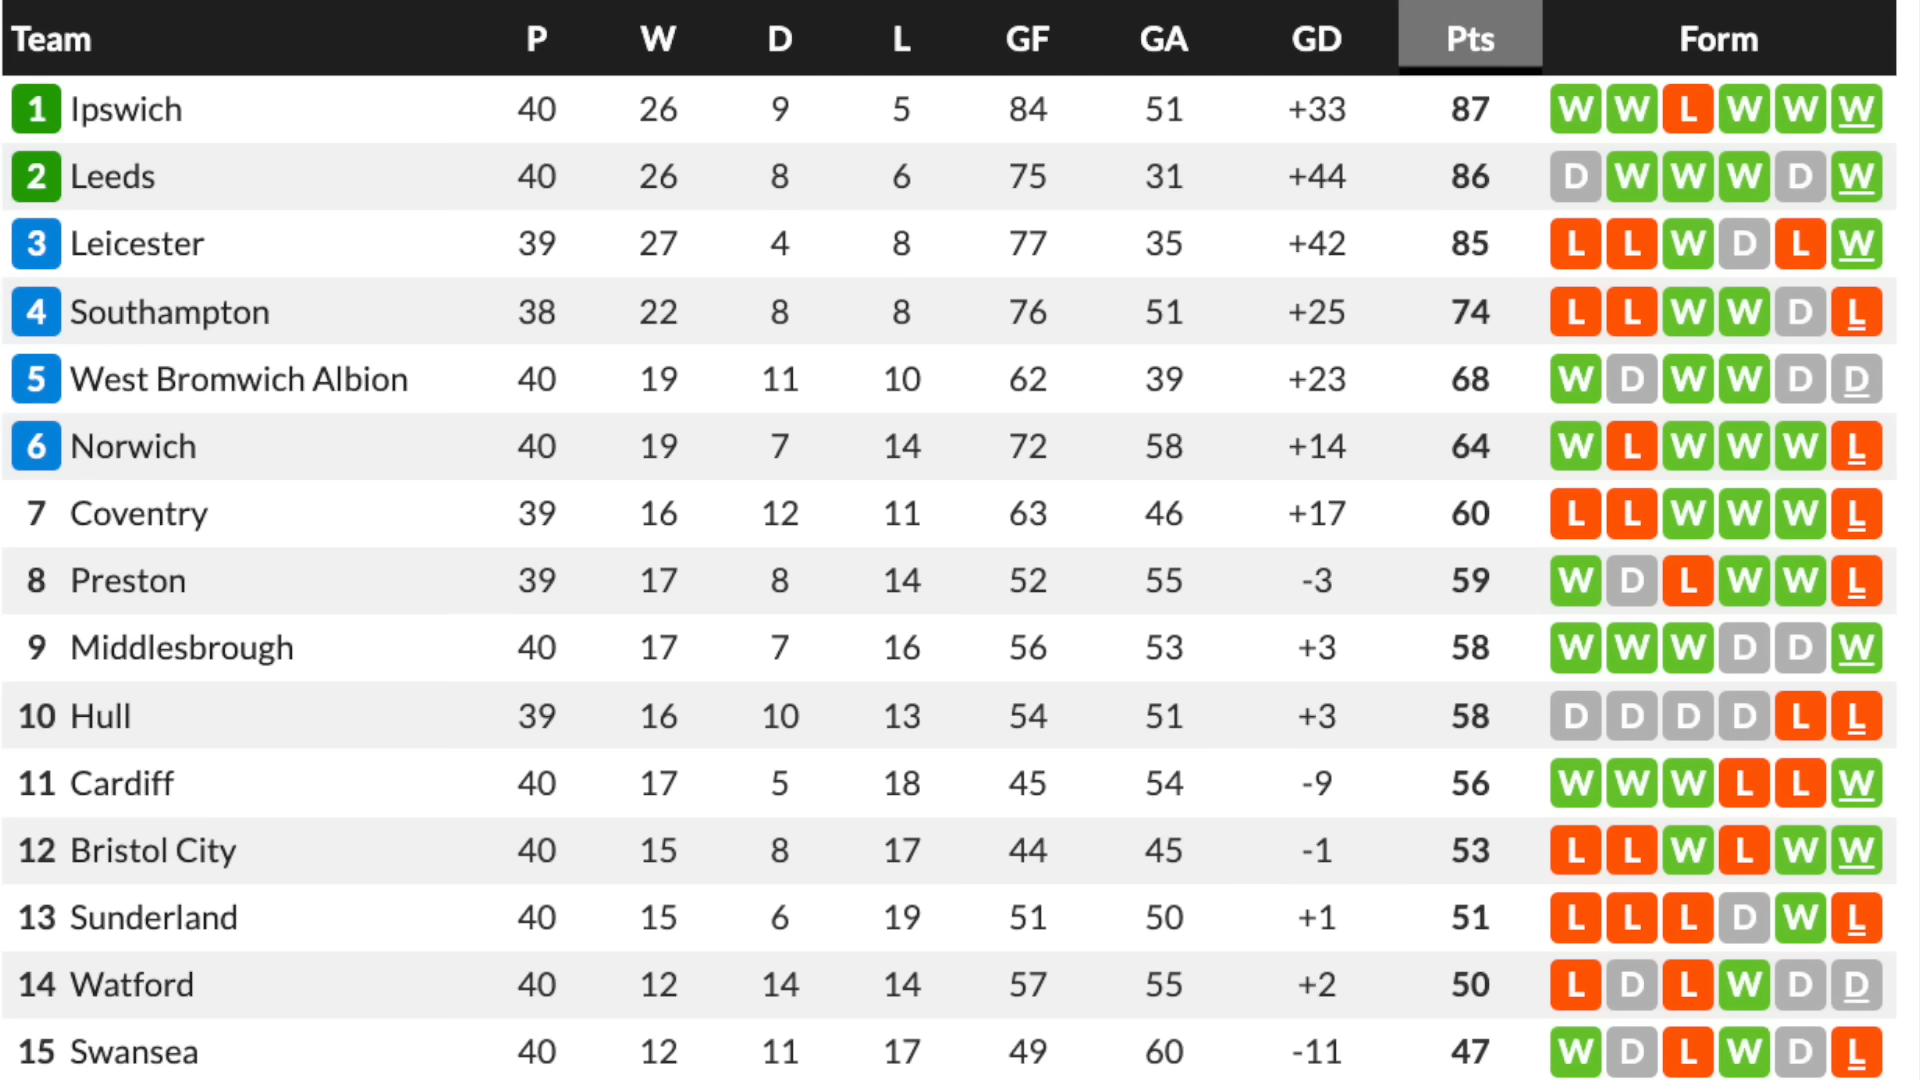 Team P W D L GF GA GD Pts Form
1 Ipswich 40 26 9 5 84 51 +33 87 W W L W W W
2 Leeds 40 26 8 6 75 31 +44 86 D W W W D W
3 Leicester 39 27 4 8 77 35 +42 85 L L W D L W
4 Southampton 38 22 8 8 76 51 +25 74 L L W W D L
5 West Bromwich Albion 40 19 11 10 62 39 +23 68 W D W W D D
6 Norwich 40 19 7 14 72 58 +14 64 W L W W W L
7 Coventry 39 16 12 11 63 46 +17 60 L L W W W L
8 Preston 39 17 8 14 52 55 -3 59 W D L W W L
9 Middlesbrough 40 17 7 16 56 53 +3 58 W W W D D W
10 Hull 39 16 10 13 54 51 +3 58 D D D D L L
11 Cardiff 40 17 5 18 45 54 -9 56 W W W L L W
12 Bristol City 40 15 8 17 44 45 -1 53 L L W L W W
13 Sunderland 40 15 6 19 51 50 +1 51 L L L D W L
14 Watford 40 12 14 14 57 55 +2 50 L D L W D D
15 Swansea 40 12 11 17 49 60 -11 47 W D L W D L